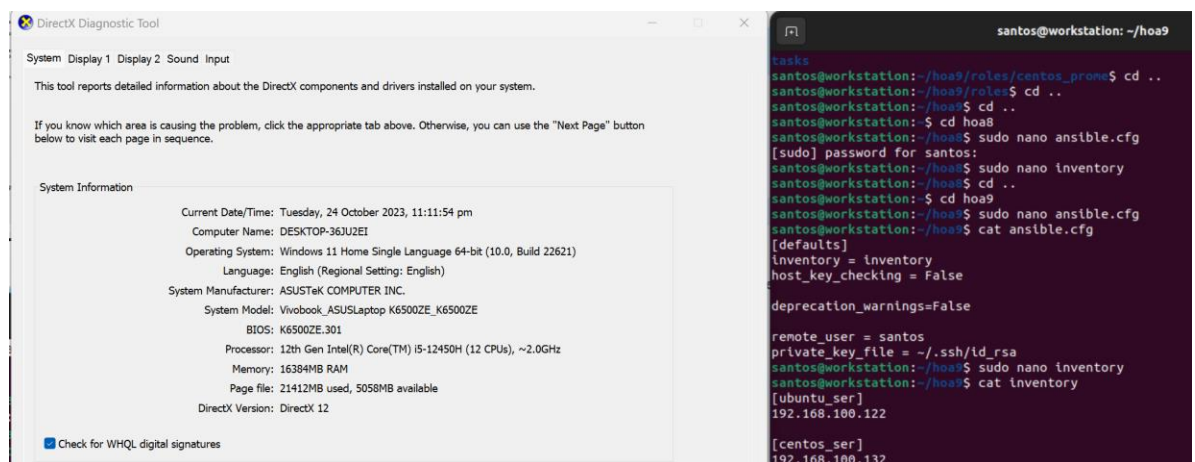 DirectX Diagnostic Tool
System Display 1 Display 2 Sound Input
This tool reports detailed information about the DirectX components and drivers installed on your system.
If you know which area is causing the problem, click the appropriate tab above. Otherwise, you can use the "Next Page" button
below to visit each page in sequence.
System Information
Current Date/Time: Tuesday, 24 October 2023, 11:11:54 pm
Computer Name: DESKTOP-36JU2EI
Operating System: Windows 11 Home Single Language 64-bit (10.0, Build 22621)
Language: English (Regional Setting: English)
System Manufacturer: ASUSTeK COMPUTER INC.
System Model: Vivobook_ASUSLaptop K6500ZE_K6500ZE
BIOS: K6500ZE.301
Processor: 12th Gen Intel(R) Core(TM) i5-12450H (12 CPUs), ~2.0GHz
Memory: 16384MB RAM
Page file: 21412MB used, 5058MB available
DirectX Version: DirectX 12
Check for WHQL digital signatures
santos@workstation: ~/hoa9
tasks
santos@workstation:~/hoa9/roles/centos_prome$ cd ..
santos@workstation:~/hoa9/roles$ cd ..
santos@workstation:~/hoa9$ cd ..
santos@workstation:~$ cd hoa8
santos@workstation:~/hoa8$ sudo nano ansible.cfg
[sudo] password for santos:
santos@workstation:~/hoa8$ sudo nano inventory
santos@workstation:~/hoa8$ cd ..
santos@workstation:~$ cd hoa9
santos@workstation:~/hoa9$ sudo nano ansible.cfg
santos@workstation:~/hoa9$ cat ansible.cfg
[defaults]
inventory = inventory
host_key_checking = False
deprecation_warnings=False
remote_user = santos
private_key_file = ~/.ssh/id_rsa
santos@workstation:~/hoa9$ sudo nano inventory
santos@workstation:~/hoa9$ cat inventory
[ubuntu_ser]
192.168.100.122
[centos_ser]
192.168.100.132